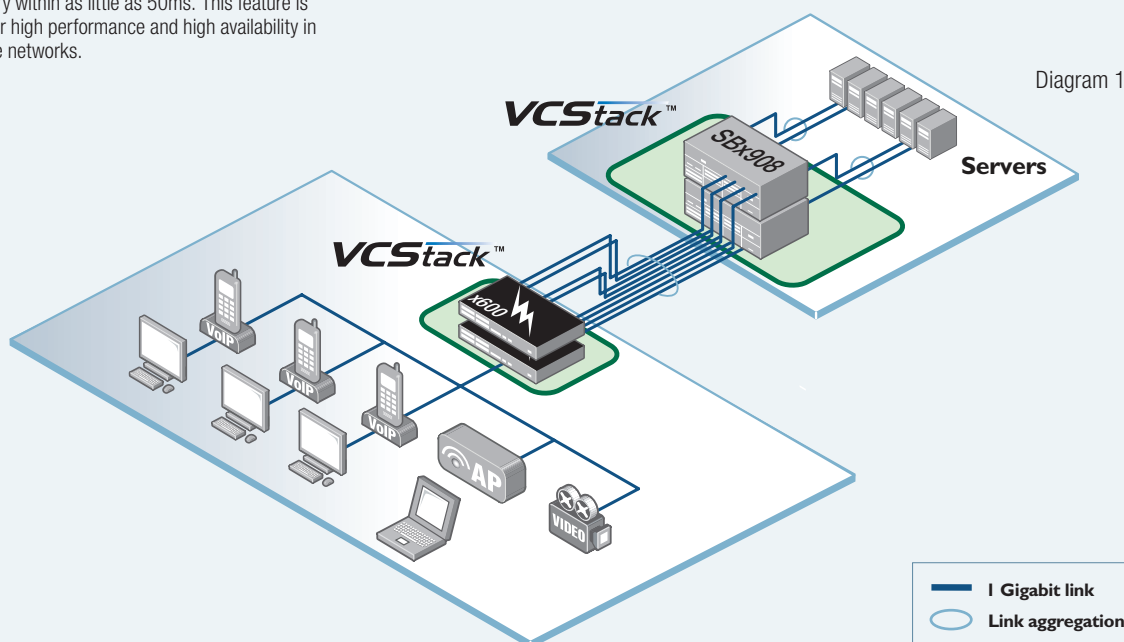 y within as little as 50ms. This feature is
r high performance and high availability in
e networks.
Diagram 1
VCStack™
SBx908
Servers
VCStack™
x600
VoIP
VoIP
VoIP
AP
VIDEO
1 Gigabit link
Link aggregation